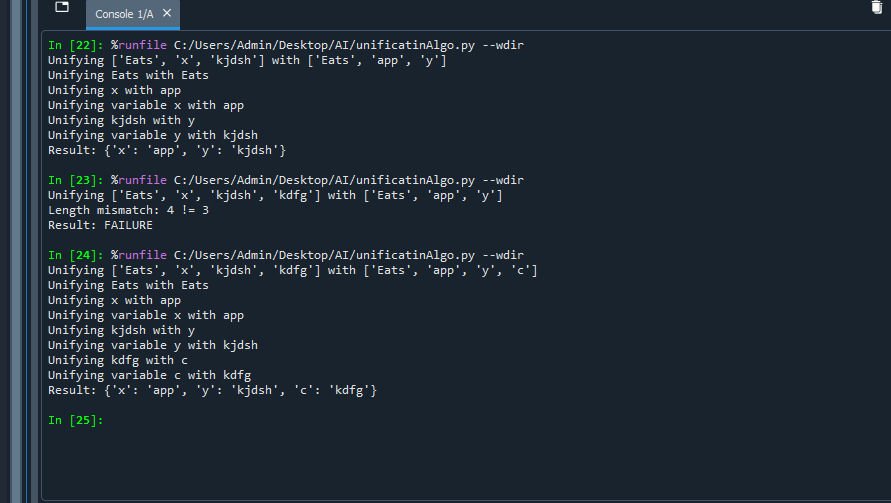 Console 1/A ×
In [22]: %runfile C:/Users/Admin/Desktop/AI/unificatinAlgo.py --wdir
Unifying ['Eats', 'x', 'kjdsh'] with ['Eats', 'app', 'y']
Unifying Eats with Eats
Unifying x with app
Unifying variable x with app
Unifying kjdsh with y
Unifying variable y with kjdsh
Result: {'x': 'app', 'y': 'kjdsh'}
In [23]: %runfile C:/Users/Admin/Desktop/AI/unificatinAlgo.py --wdir
Unifying ['Eats', 'x', 'kjdsh', 'kdfg'] with ['Eats', 'app', 'y']
Length mismatch: 4 != 3
Result: FAILURE
In [24]: %runfile C:/Users/Admin/Desktop/AI/unificatinAlgo.py --wdir
Unifying ['Eats', 'x', 'kjdsh', 'kdfg'] with ['Eats', 'app', 'y', 'c']
Unifying Eats with Eats
Unifying x with app
Unifying variable x with app
Unifying kjdsh with y
Unifying variable y with kjdsh
Unifying kdfg with c
Unifying variable c with kdfg
Result: {'x': 'app', 'y': 'kjdsh', 'c': 'kdfg'}
In [25]: